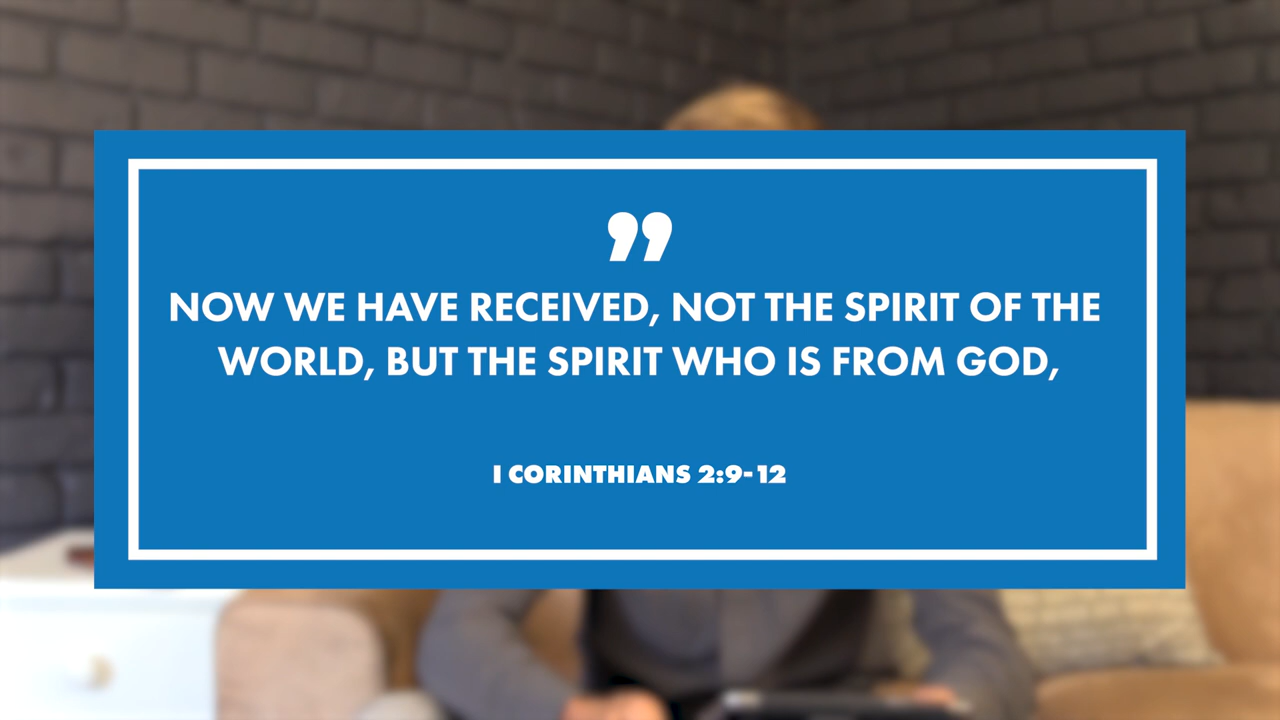 ”
NOW WE HAVE RECEIVED, NOT THE SPIRIT OF THE
WORLD, BUT THE SPIRIT WHO IS FROM GOD,
I CORINTHIANS 2:9-12